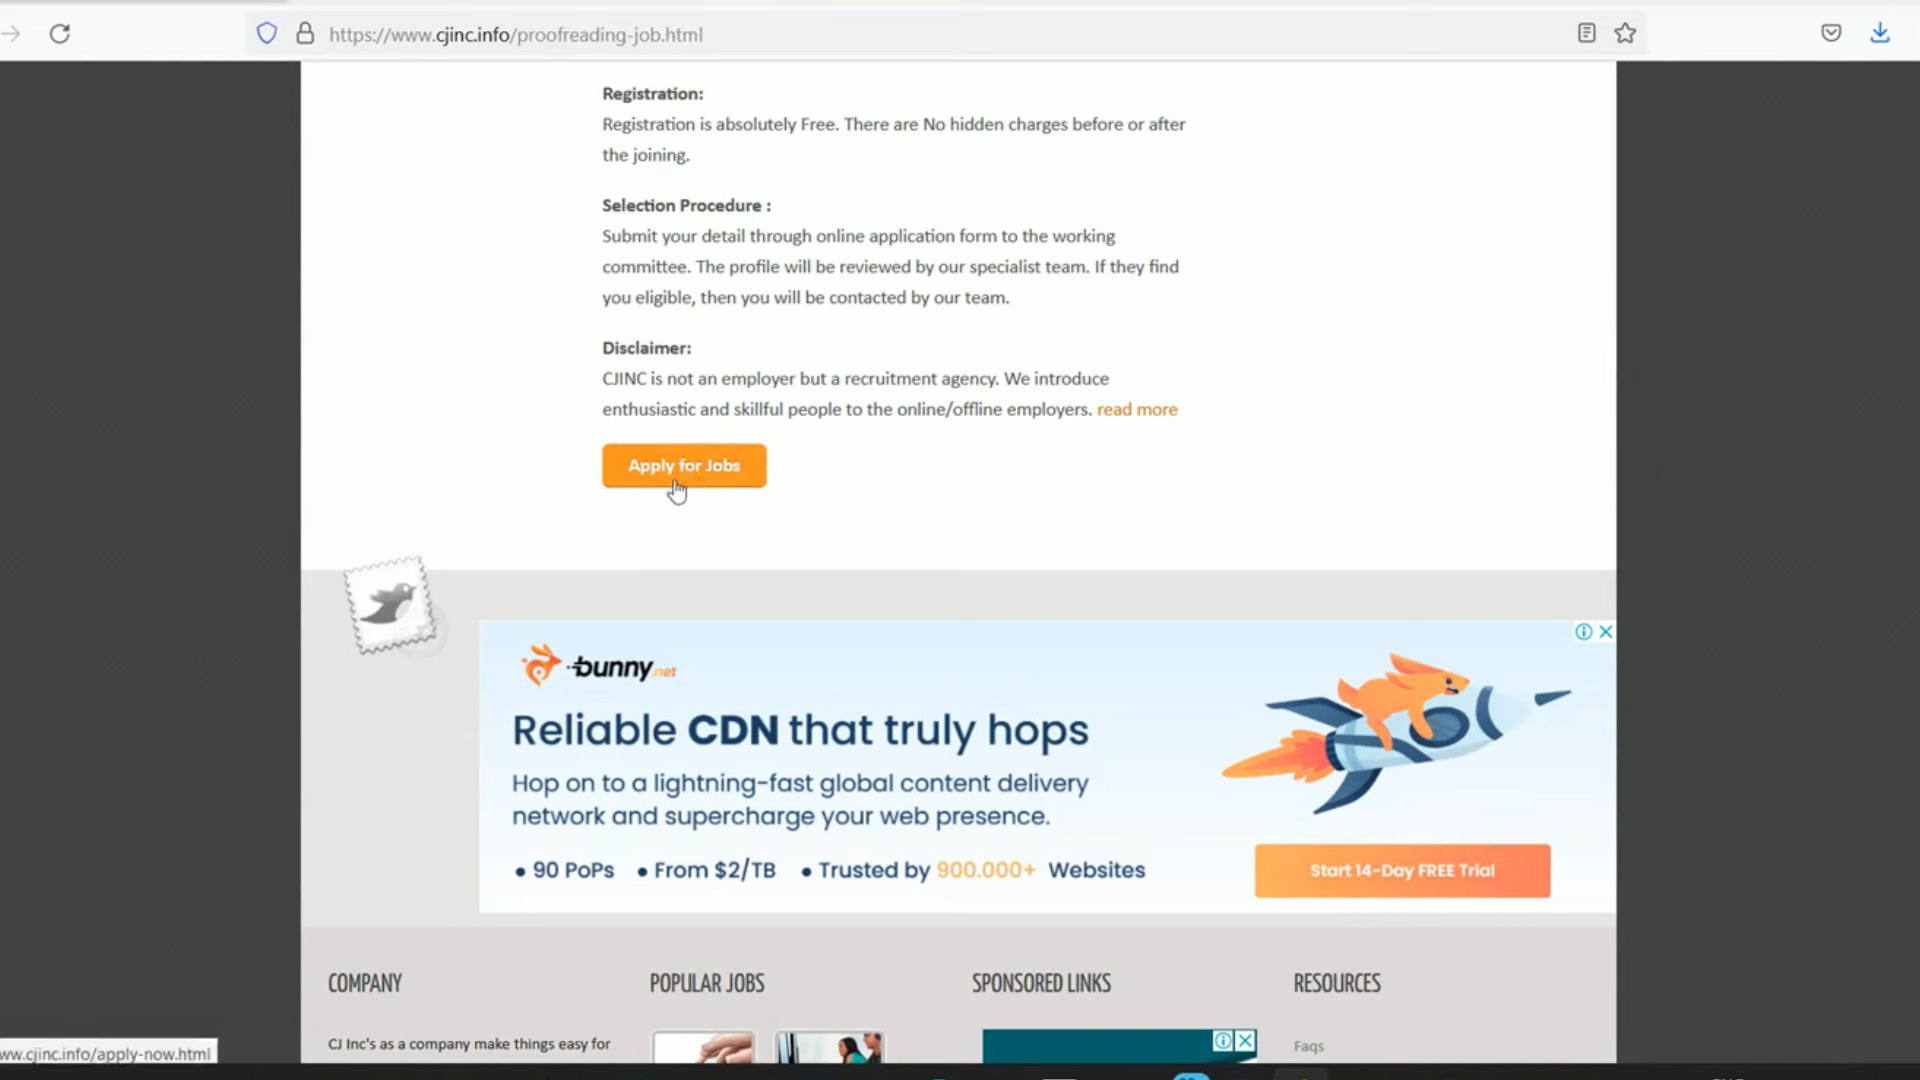 https://www.cjinc.info/proofreading-job.html
Registration:
Registration is absolutely Free. There are No hidden charges before or after
the joining.
Selection Procedure :
Submit your detail through online application form to the working
committee. The profile will be reviewed by our specialist team. If they find
you eligible, then you will be contacted by our team.
Disclaimer:
CJINC is not an employer but a recruitment agency. We introduce
enthusiastic and skillful people to the online/offline employers. read more
Apply for Jobs
bunny.net
Reliable CDN that truly hops
Hop on to a lightning-fast global content delivery
network and supercharge your web presence.
• 90 PoPs • From $2/TB • Trusted by 900.000+ Websites
Start 14-Day FREE Trial
COMPANY
POPULAR JOBS
SPONSORED LINKS
RESOURCES
CJ Inc's as a company make things easy for
Faqs
ww.cjinc.info/apply-now.html